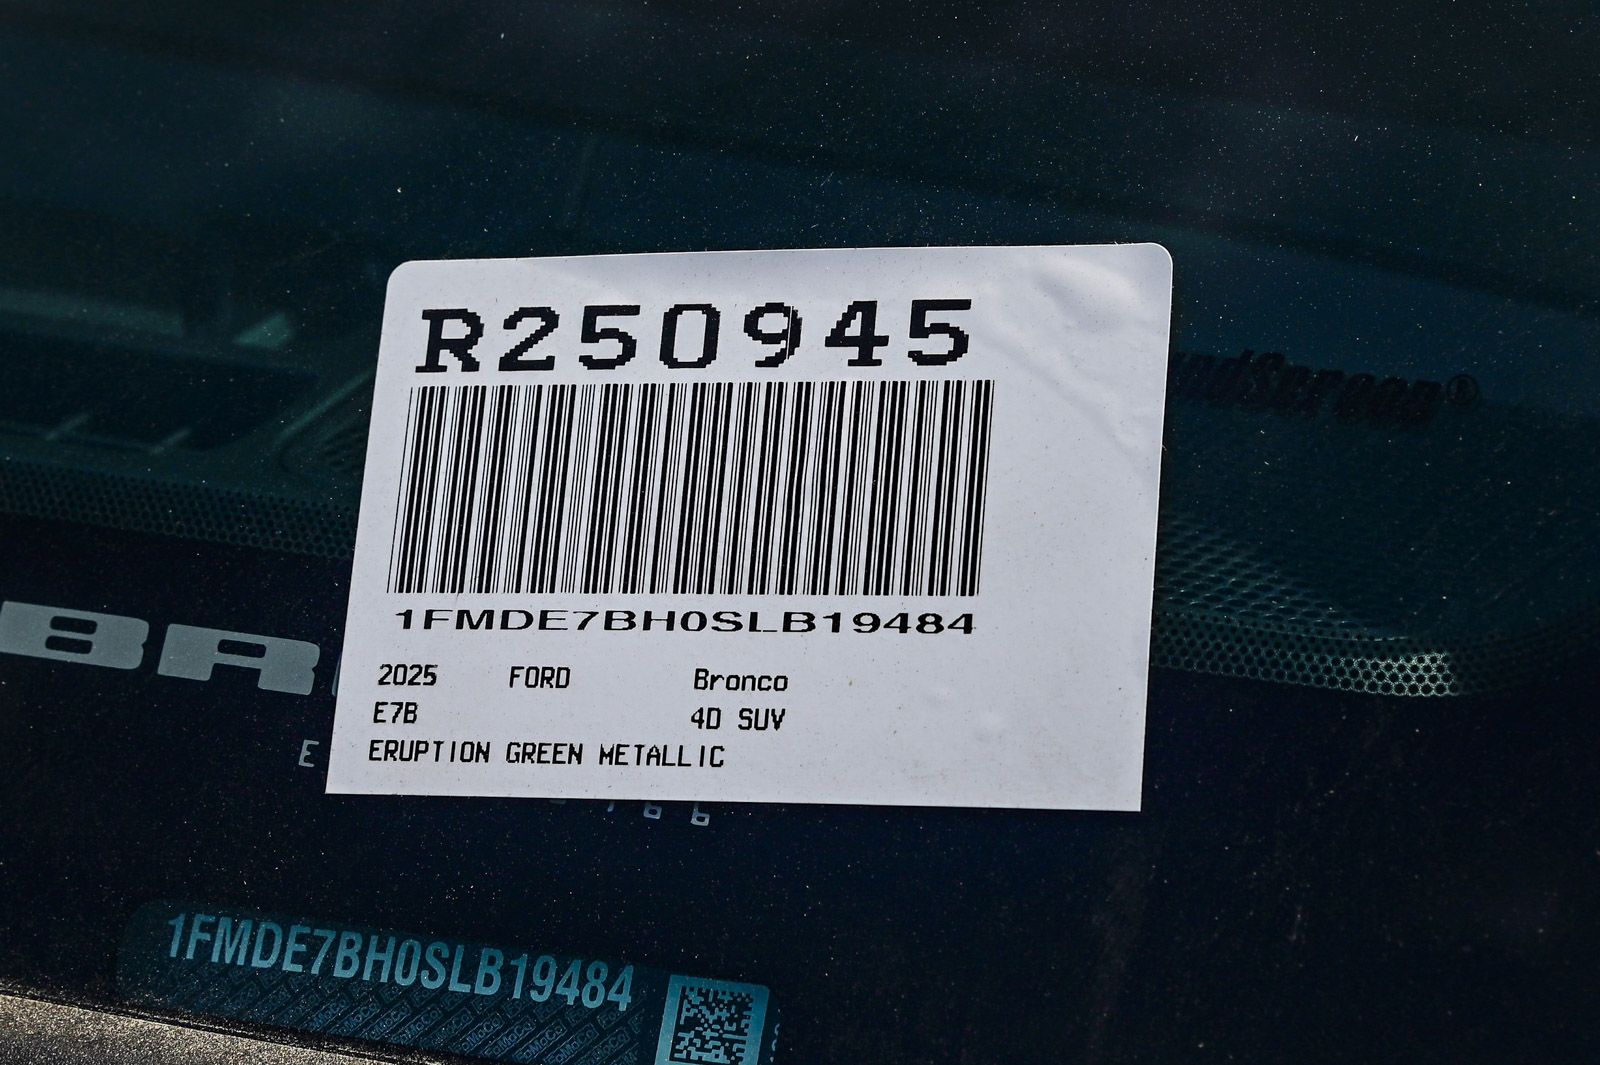 R250945
1FMDE7BH0SLB19484
2025 FORD Bronco
E7B 4D SUV
ERUPTION GREEN METALLIC
1FMDE7BH0SLB19484